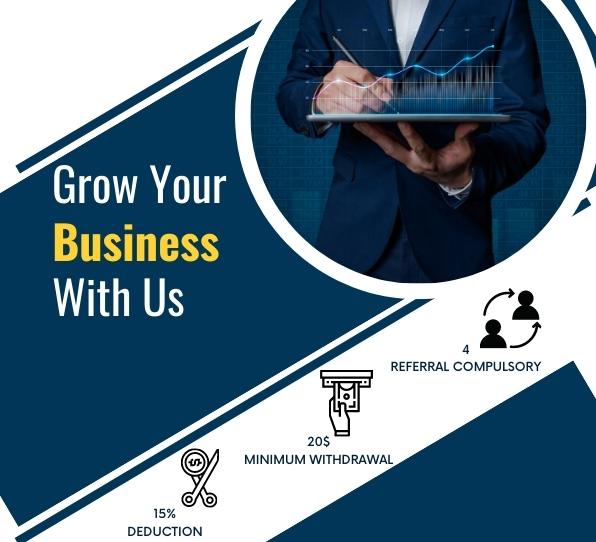 Grow Your
Business
With Us
4
REFERRAL COMPULSORY
20$
MINIMUM WITHDRAWAL
15%
DEDUCTION